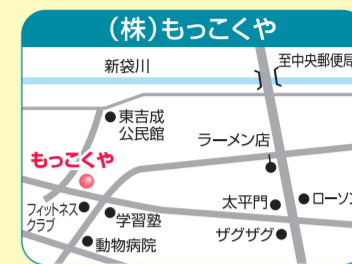 (株)もっこくや
新袋川
至中央郵便局
東吉成
公民館
ラーメン店
もっこくや
フィットネス
クラブ
太平門
ローソン
学習塾
ザグザグ
動物病院